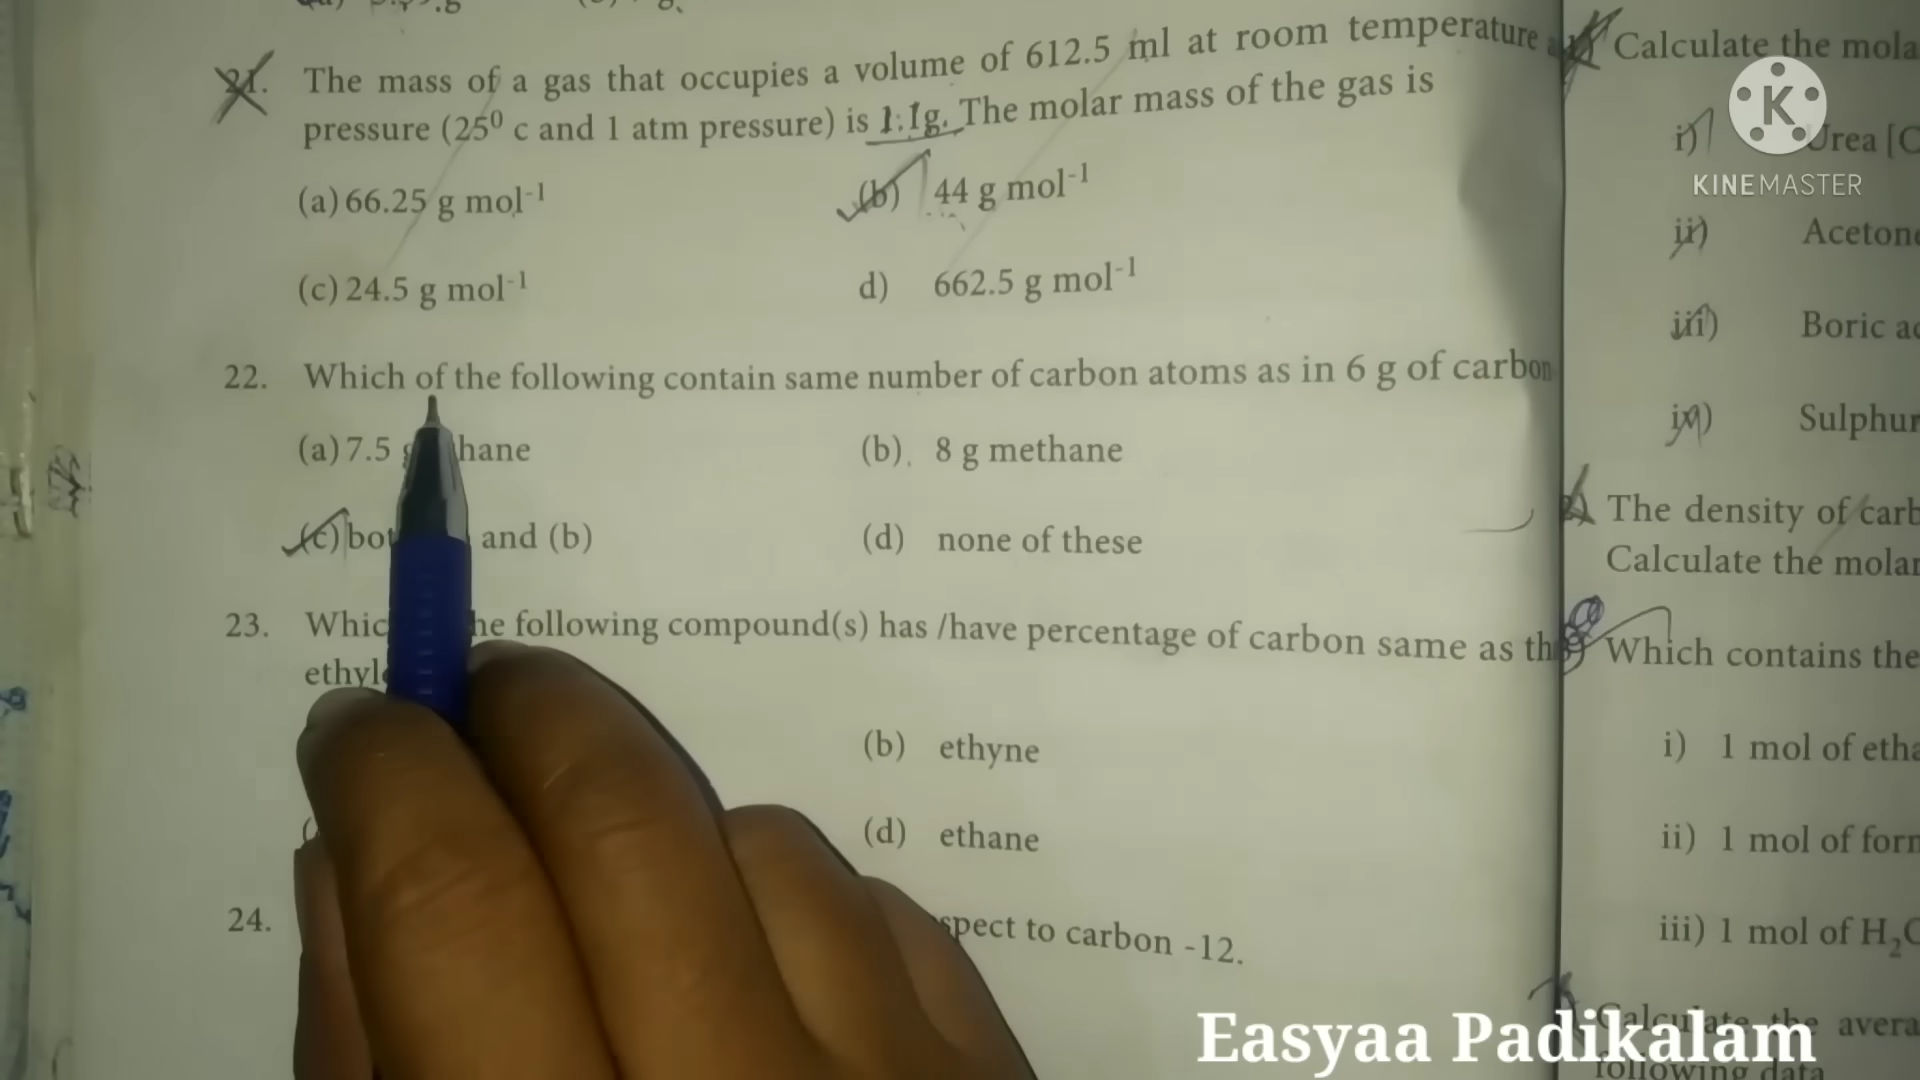 21. The mass of a gas that occupies a volume of 612.5 ml at room temperature
pressure (25⁰ c and 1 atm pressure) is 1.1g. The molar mass of the gas is
(a) 66.25 g mol⁻¹ (b) 44 g mol⁻¹
(c) 24.5 g mol⁻¹ d) 662.5 g mol⁻¹
22. Which of the following contain same number of carbon atoms as in 6 g of carbon
(a) 7.5 hane (b). 8 g methane
(c) and (b) (d) none of these
23. he following compound(s) has /have percentage of carbon same as th
ethyl
(b) ethyne
(d) ethane
24. spect to carbon -12.
Calculate the mola
i) Urea [C
ii) Aceton
iii) Boric ac
iv) Sulphur
The density of carb
Calculate the molar
Which contains the
i) 1 mol of etha
ii) 1 mol of form
iii) 1 mol of H₂O
Calculate the avera
following data
K
KINEMASTER
Easyaa Padikalam